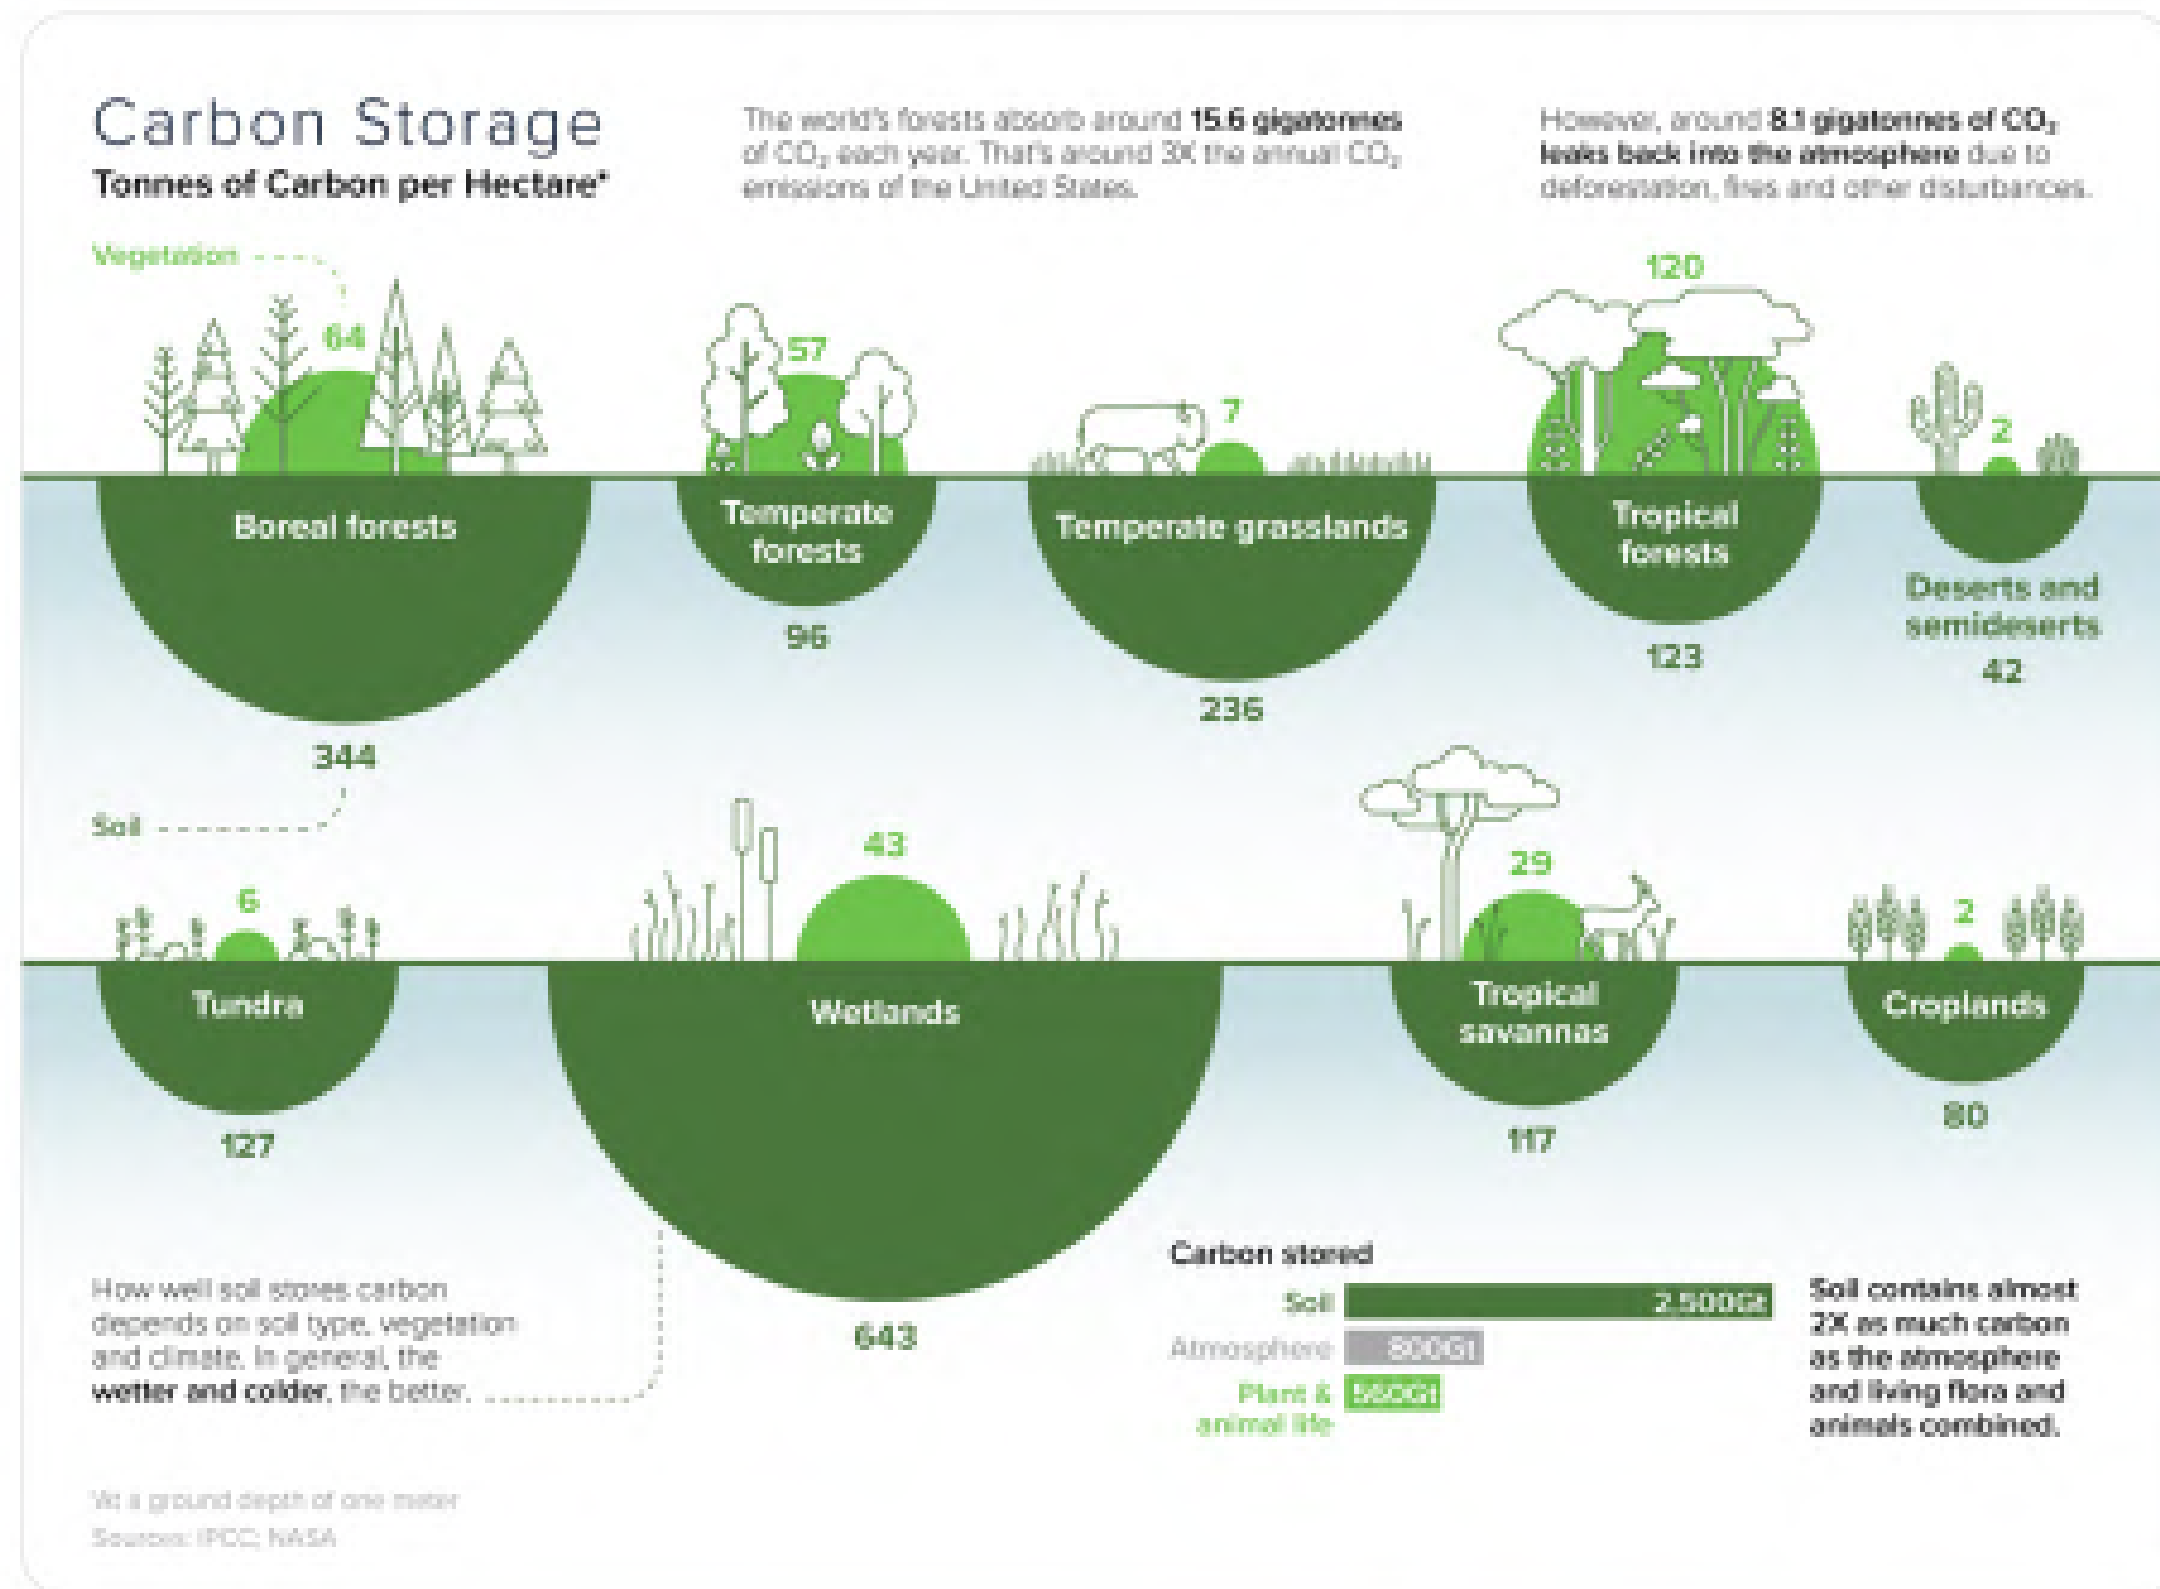 Carbon Storage
Tonnes of Carbon per Hectare*
The world's forests absorb around 15.6 gigatonnes
of CO₂ each year. That's around 3X the annual CO₂
emissions of the United States.
However, around 8.1 gigatonnes of CO₂
leaks back into the atmosphere due to
deforestation, fires and other disturbances.
Vegetation
64
57
7
120
2
Boreal forests
Temperate
forests
Temperate grasslands
Tropical
forests
Deserts and
semideserts
344
96
236
123
42
Soil
6
43
29
2
Tundra
Wetlands
Tropical
savannas
Croplands
127
643
117
80
How well soil stores carbon
depends on soil type, vegetation
and climate. In general, the
wetter and colder, the better.
Carbon stored
Soil
2,500Gt
Atmosphere
800Gt
Plant &
animal life
560Gt
Soil contains almost
2X as much carbon
as the atmosphere
and living flora and
animals combined.
*At a ground depth of one meter
Sources: IPCC; NASA